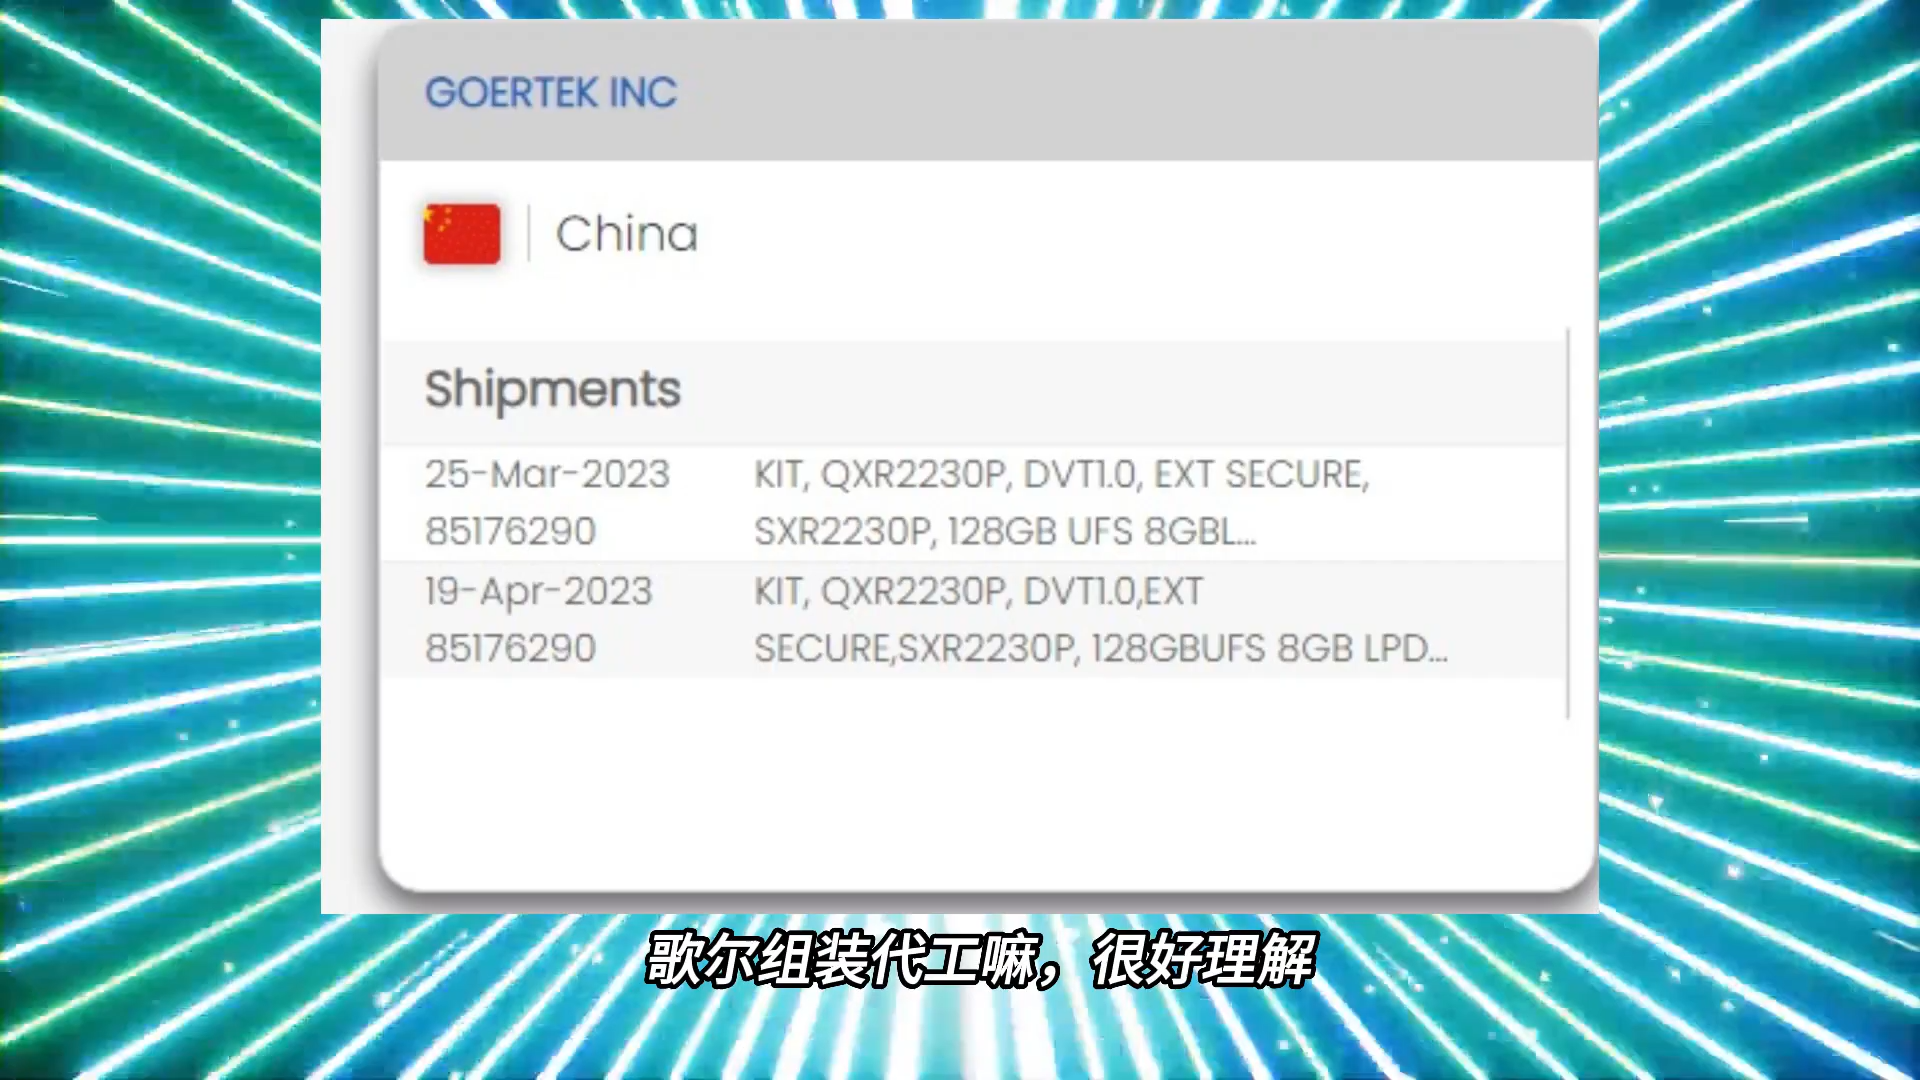 GOERTEK INC
China
Shipments
25-Mar-2023 KIT, QXR2230P, DVT1.0, EXT SECURE,
85176290 SXR2230P, 128GB UFS 8GBL...
19-Apr-2023 KIT, QXR2230P, DVT1.0,EXT
85176290 SECURE,SXR2230P, 128GBUFS 8GB LPD...
歌尔组装代工嘛，很好理解